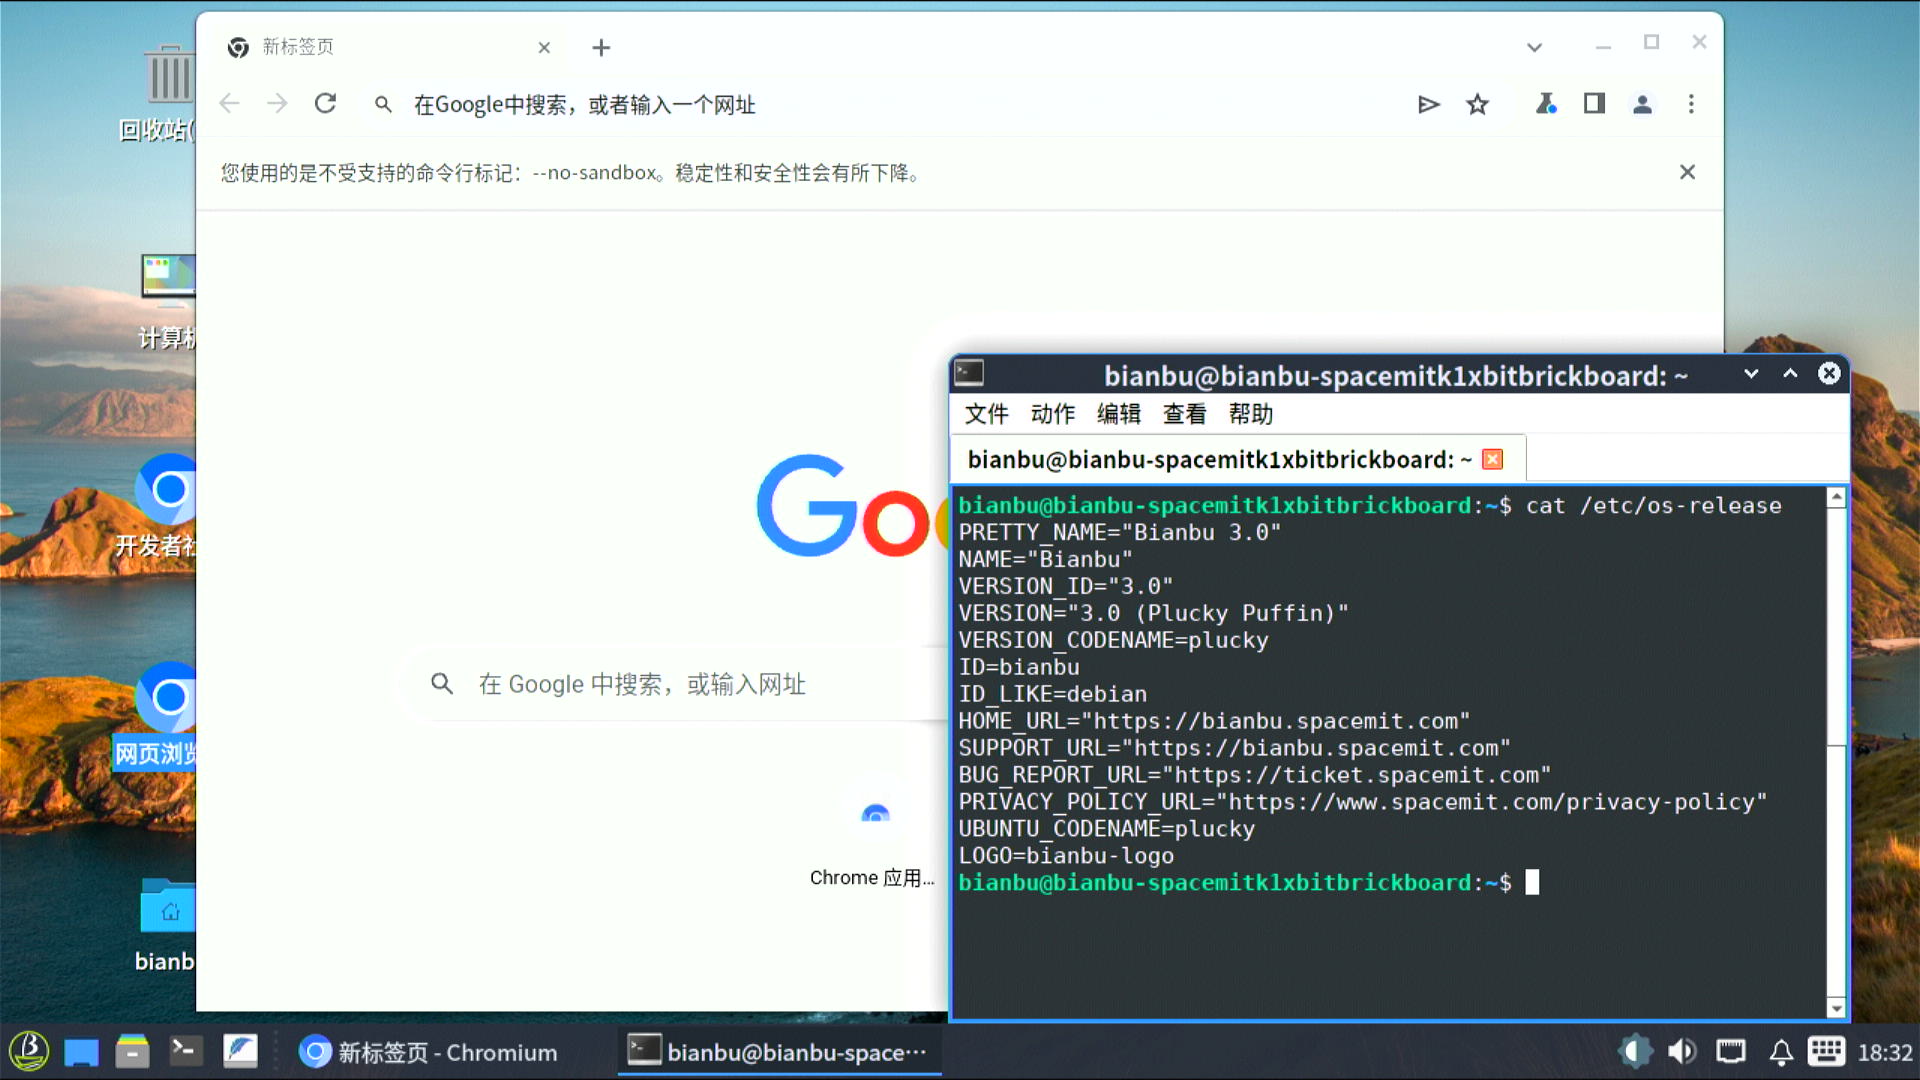 新标签页
在Google中搜索，或者输入一个网址
您使用的是不受支持的命令行标记：--no-sandbox。稳定性和安全性会有所下降。
回收站(
计算机
开发者社
网页浏览
bianb
Goo
在 Google 中搜索，或输入网址
Chrome 应用…
bianbu@bianbu-spacemitk1xbitbrickboard: ~
文件 动作 编辑 查看 帮助
bianbu@bianbu-spacemitk1xbitbrickboard: ~
bianbu@bianbu-spacemitk1xbitbrickboard:~$ cat /etc/os-release
PRETTY_NAME="Bianbu 3.0"
NAME="Bianbu"
VERSION_ID="3.0"
VERSION="3.0 (Plucky Puffin)"
VERSION_CODENAME=plucky
ID=bianbu
ID_LIKE=debian
HOME_URL="https://bianbu.spacemit.com"
SUPPORT_URL="https://bianbu.spacemit.com"
BUG_REPORT_URL="https://ticket.spacemit.com"
PRIVACY_POLICY_URL="https://www.spacemit.com/privacy-policy"
UBUNTU_CODENAME=plucky
LOGO=bianbu-logo
bianbu@bianbu-spacemitk1xbitbrickboard:~$
新标签页 - Chromium
bianbu@bianbu-space…
18:32